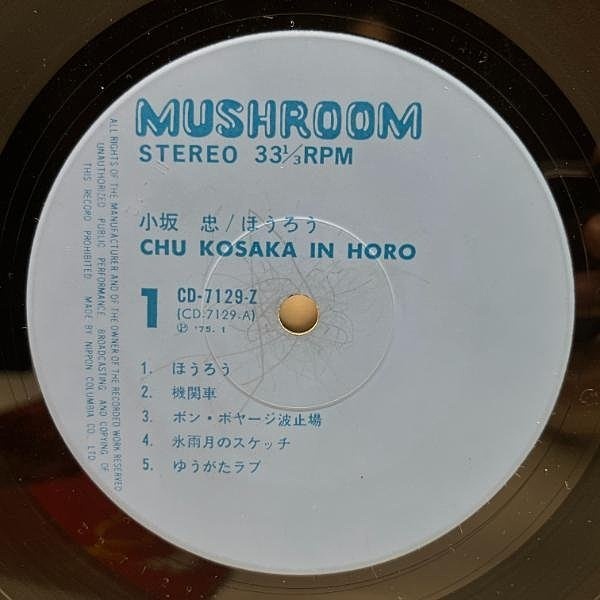 MUSHROOM
STEREO 33⅓RPM
小坂 忠/ほうろう
CHU KOSAKA IN HORO
1
CD-7129-Z
(CD-7129-A)
Ⓟ '75. 1
1. ほうろう
2. 機関車
3. ボン・ボヤージ波止場
4. 氷雨月のスケッチ
5. ゆうがたラブ
ALL RIGHTS OF THE MANUFACTURER AND OF THE OWNER OF THE RECORDED WORK RESERVED
UNAUTHORIZED PUBLIC PERFORMANCE BROADCASTING AND COPYING OF
THIS RECORD PROHIBITED MADE BY NIPPON COLUMBIA CO., LTD.